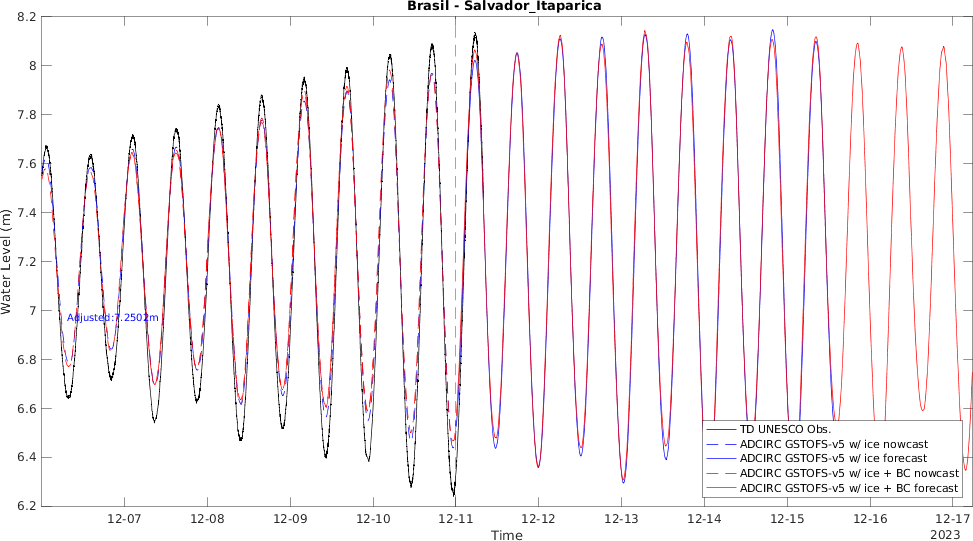 Brasil - Salvador_Itaparica
8.2
8
7.8
7.6
7.4
7.2
7
6.8
6.6
6.4
6.2
Water Level (m)
Adjusted:7.2502m
TD UNESCO Obs.
ADCIRC GSTOFS-v5 w/ ice nowcast
ADCIRC GSTOFS-v5 w/ ice forecast
ADCIRC GSTOFS-v5 w/ ice + BC nowcast
ADCIRC GSTOFS-v5 w/ ice + BC forecast
12-07 12-08 12-09 12-10 12-11 12-12 12-13 12-14 12-15 12-16 12-17
Time
2023